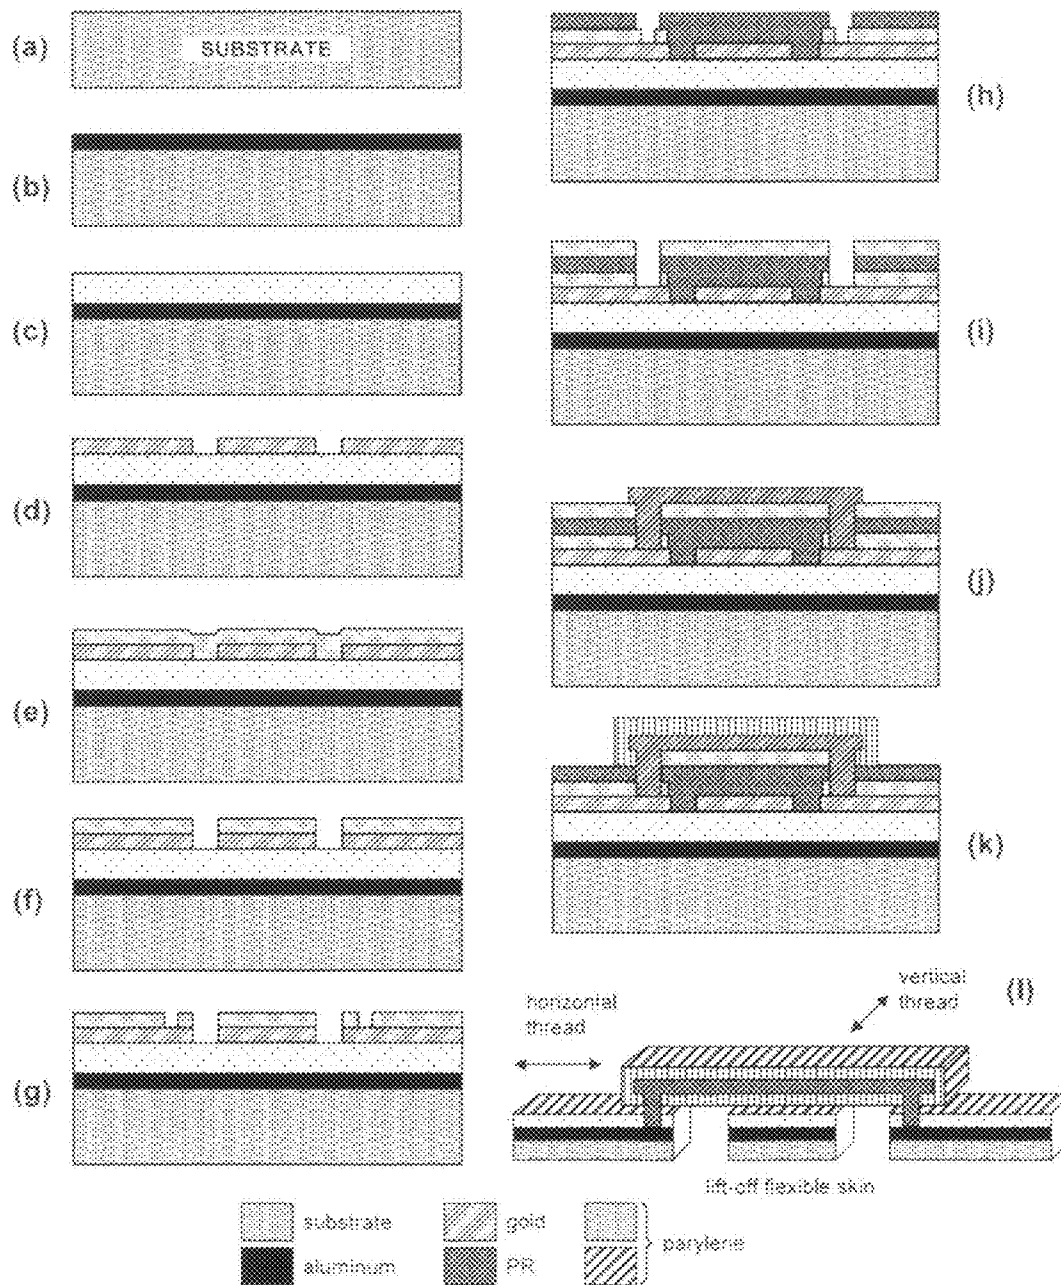 (a)
SUBSTRATE
(b)
(c)
(d)
(e)
(f)
(g)
(h)
(i)
(j)
(k)
(l)
horizontal
thread
vertical
thread
lift-off flexible skin
substrate
gold
parylene
aluminum
PR